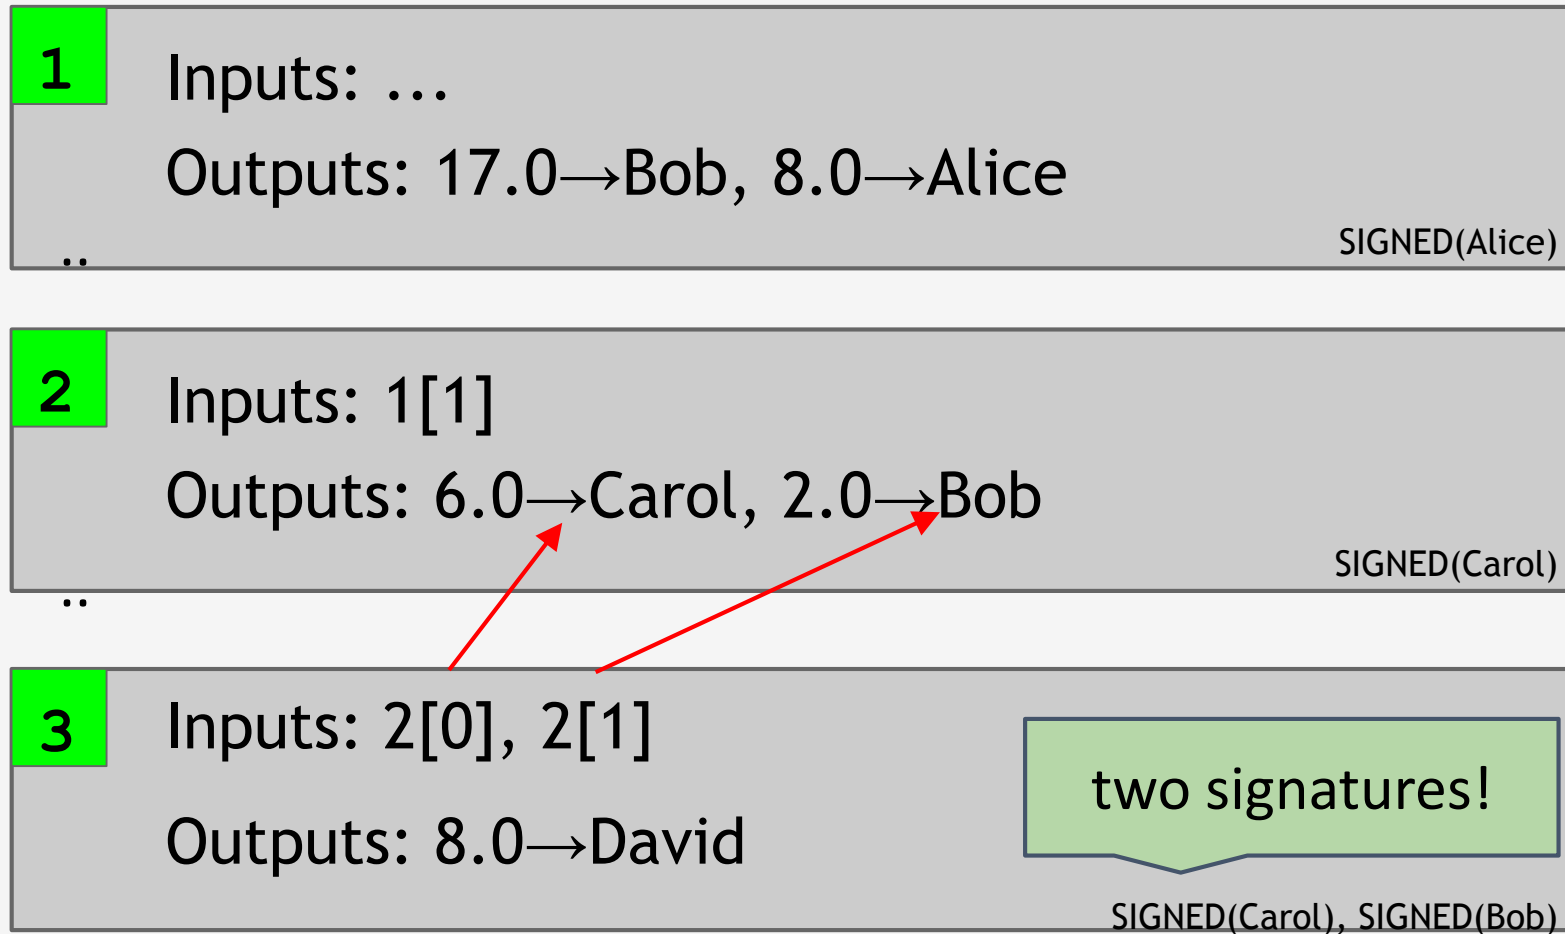 1
Inputs: ...
Outputs: 17.0→Bob, 8.0→Alice
SIGNED(Alice)
..
2
Inputs: 1[1]
Outputs: 6.0→Carol, 2.0→Bob
SIGNED(Carol)
..
3
Inputs: 2[0], 2[1]
two signatures!
Outputs: 8.0→David
SIGNED(Carol), SIGNED(Bob)